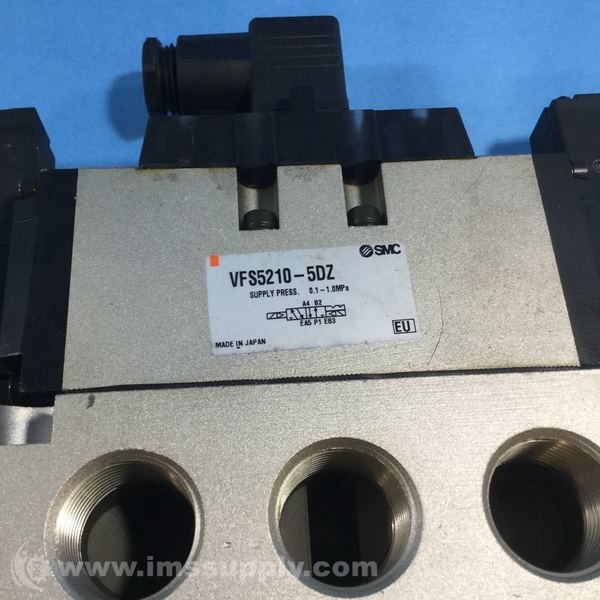 SMC
VFS5210-5DZ
SUPPLY PRESS. 0.1~1.0MPa
A4 B2
EA5 P1 EB3
MADE IN JAPAN
EU
www.imssupply.com